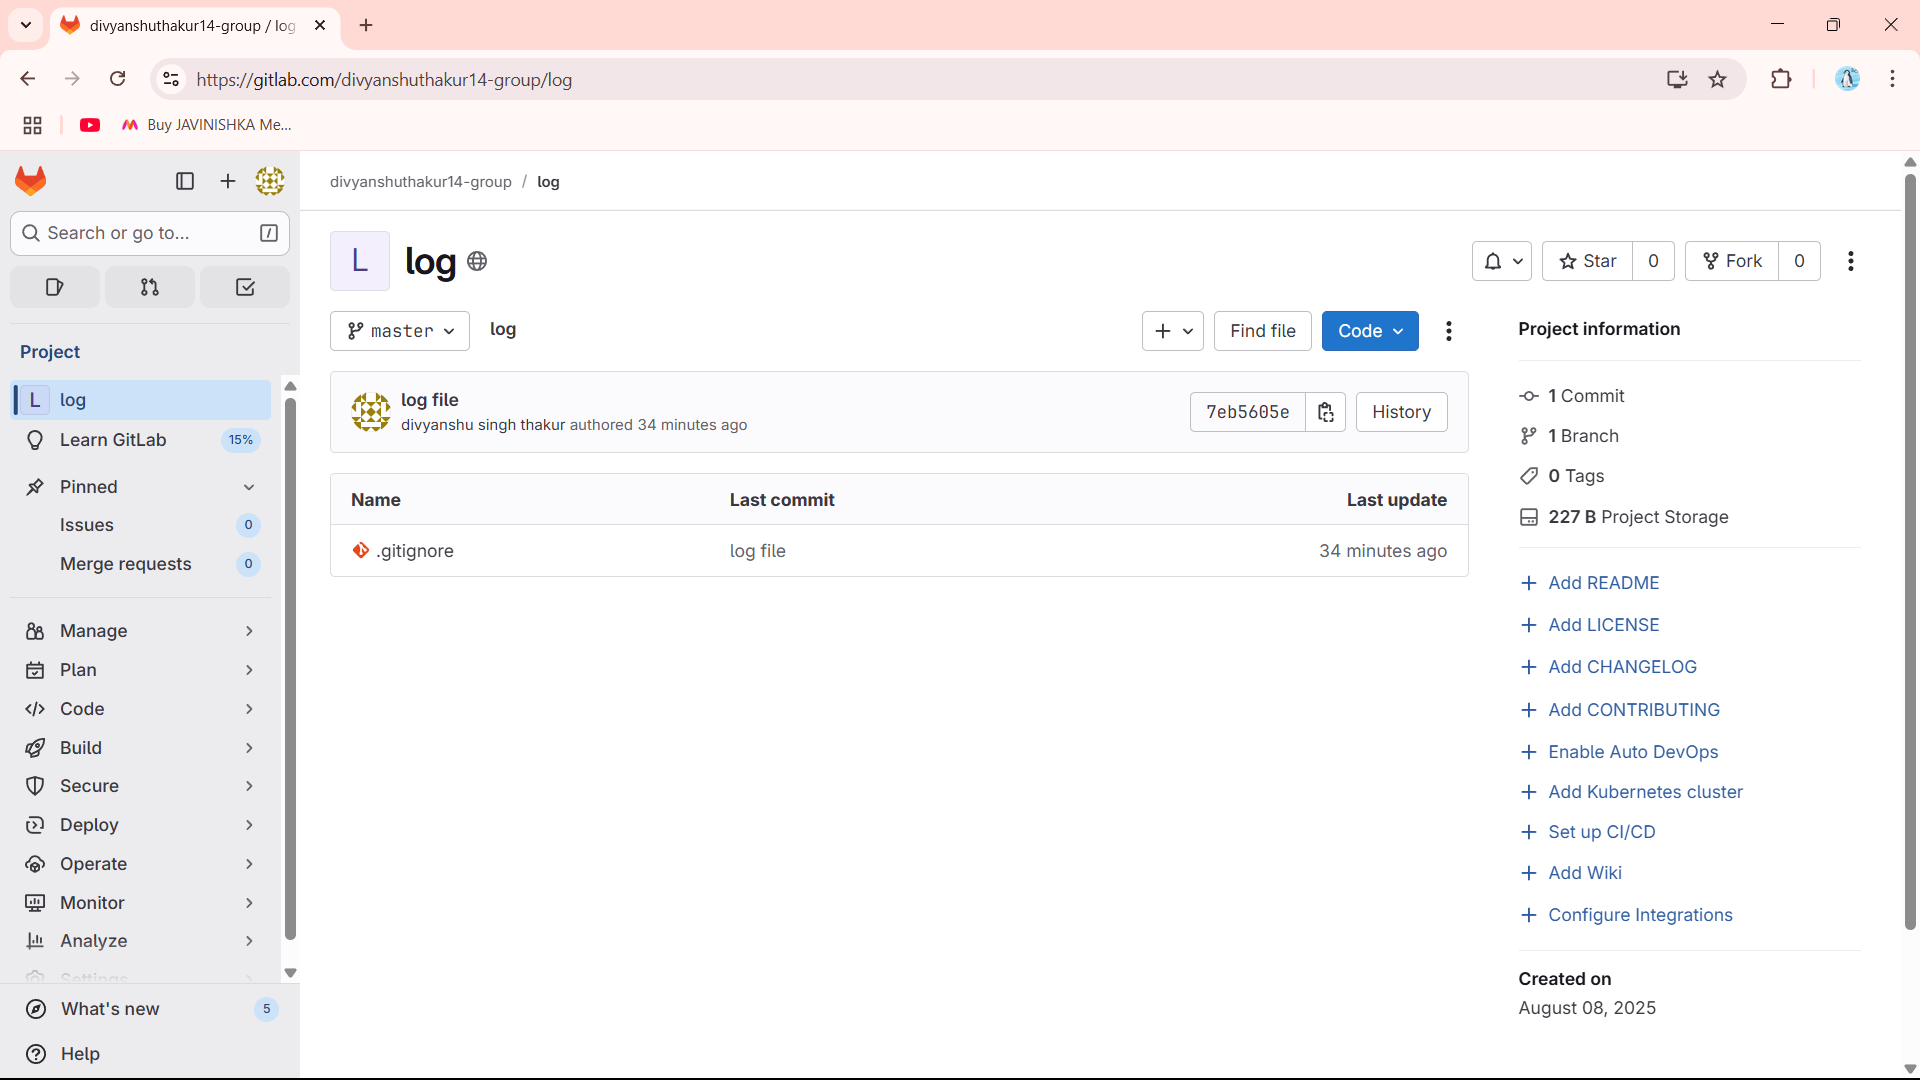 divyanshuthakur14-group / log
https://gitlab.com/divyanshuthakur14-group/log
Buy JAVINISHKA Me...
Search or go to...
/
Project
L log
Learn GitLab 15%
Pinned
Issues 0
Merge requests 0
Manage
Plan
Code
Build
Secure
Deploy
Operate
Monitor
Analyze
Settings
What's new 5
Help
divyanshuthakur14-group / log
L log
Star 0
Fork 0
master
log
Find file
Code
log file
divyanshu singh thakur authored 34 minutes ago
7eb5605e
History
Name Last commit Last update
.gitignore log file 34 minutes ago
Project information
1 Commit
1 Branch
0 Tags
227 B Project Storage
Add README
Add LICENSE
Add CHANGELOG
Add CONTRIBUTING
Enable Auto DevOps
Add Kubernetes cluster
Set up CI/CD
Add Wiki
Configure Integrations
Created on
August 08, 2025